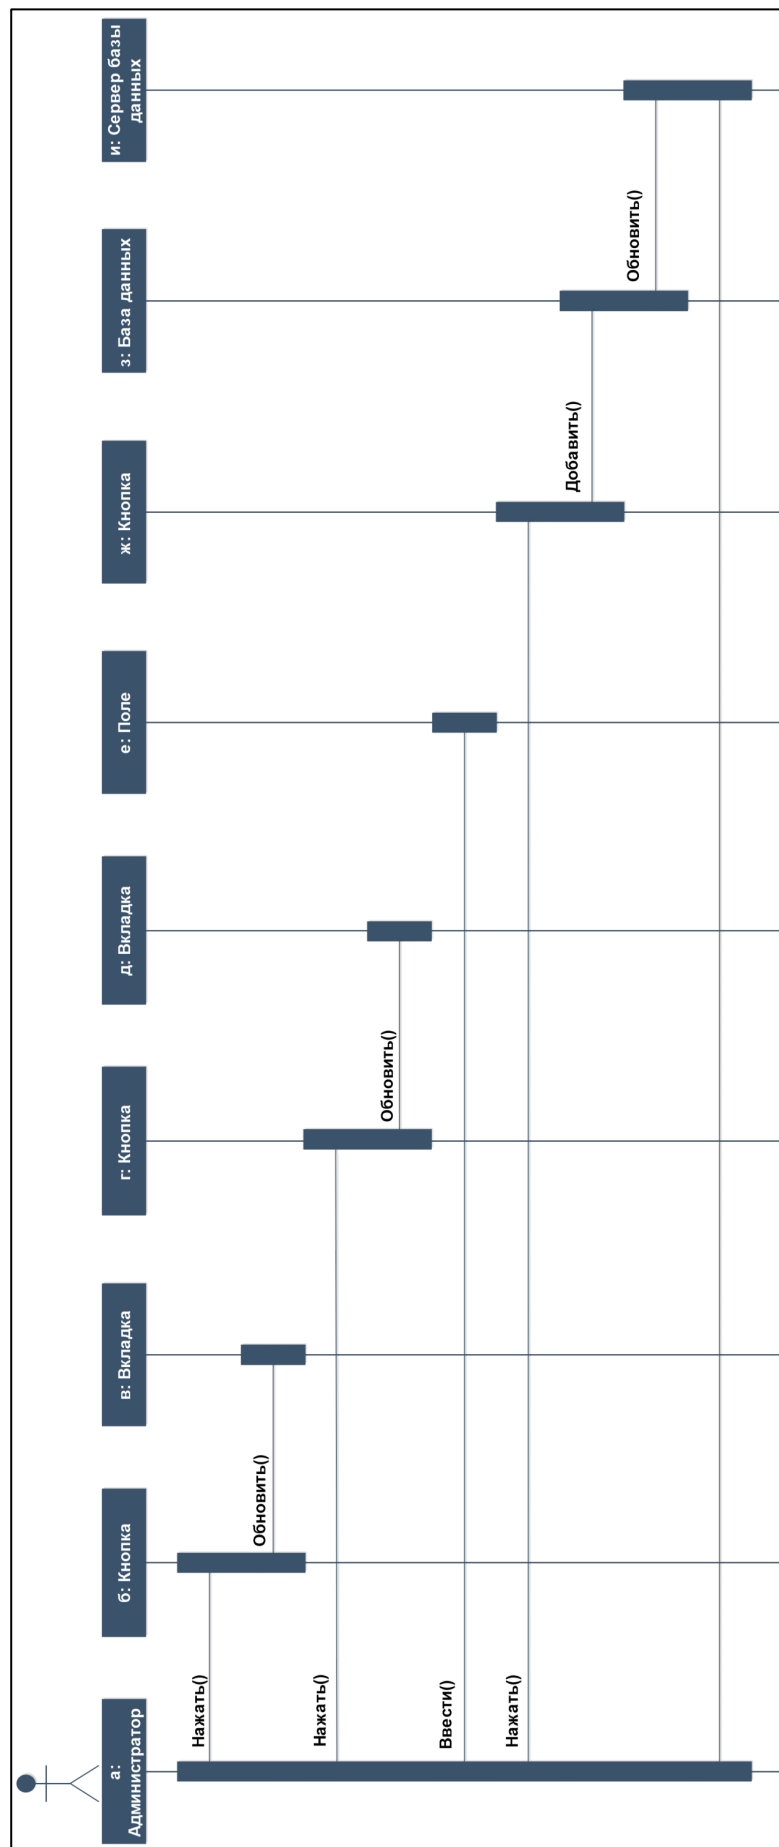 а:
Администратор
б: Кнопка
в: Вкладка
г: Кнопка
д: Вкладка
е: Поле
ж: Кнопка
з: База данных
и: Сервер базы
данных
Нажать()
Обновить()
Нажать()
Обновить()
Ввести()
Нажать()
Добавить()
Обновить()